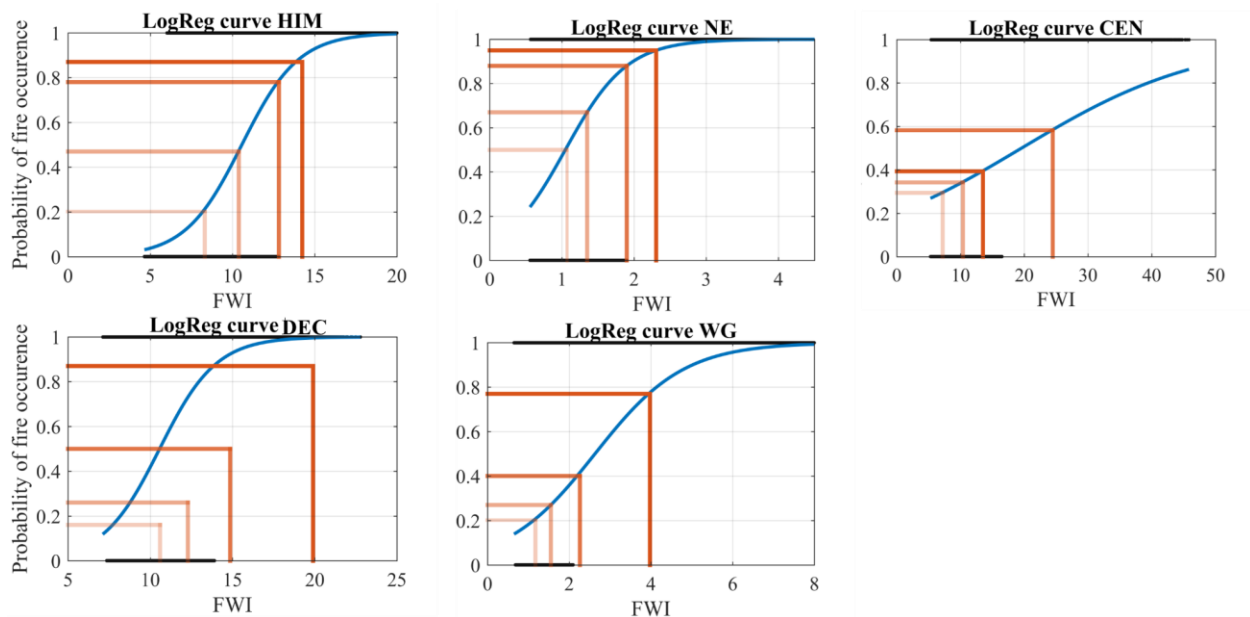 LogReg curve HIM
Probability of fire occurence
1
0.8
0.6
0.4
0.2
0
0 5 10 15 20
FWI
LogReg curve NE
1
0.8
0.6
0.4
0.2
0
0 1 2 3 4
FWI
LogReg curve CEN
1
0.8
0.6
0.4
0.2
0
0 10 20 30 40 50
FWI
LogReg curve DEC
Probability of fire occurence
1
0.8
0.6
0.4
0.2
0
5 10 15 20 25
FWI
LogReg curve WG
1
0.8
0.6
0.4
0.2
0
0 2 4 6 8
FWI